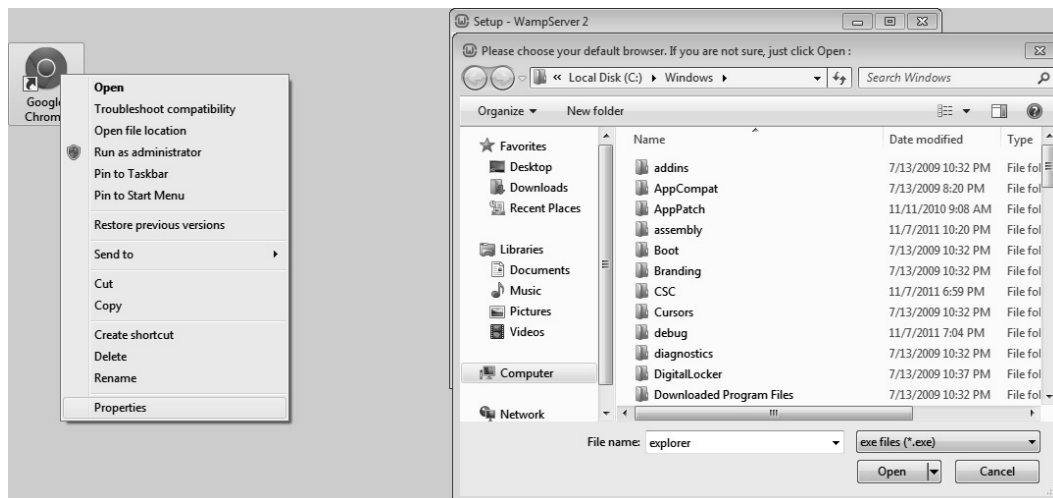 Google
Chrom
Open
Troubleshoot compatibility
Open file location
Run as administrator
Pin to Taskbar
Pin to Start Menu
Restore previous versions
Send to
Cut
Copy
Create shortcut
Delete
Rename
Properties
Setup - WampServer 2
Please choose your default browser. If you are not sure, just click Open :
« Local Disk (C:) Windows
Search Windows
Organize New folder
Favorites
Desktop
Downloads
Recent Places
Libraries
Documents
Music
Pictures
Videos
Computer
Network
Name Date modified Type
addins 7/13/2009 10:32 PM File fol
AppCompat 7/13/2009 8:20 PM File fol
AppPatch 11/11/2010 9:08 AM File fol
assembly 11/7/2011 10:20 PM File fol
Boot 7/13/2009 10:32 PM File fol
Branding 7/13/2009 10:32 PM File fol
CSC 11/7/2011 6:59 PM File fol
Cursors 7/13/2009 10:32 PM File fol
debug 11/7/2011 7:04 PM File fol
diagnostics 7/13/2009 10:32 PM File fol
DigitalLocker 7/13/2009 10:37 PM File fol
Downloaded Program Files 7/13/2009 10:32 PM File fol
File name: explorer exe files (*.exe)
Open Cancel